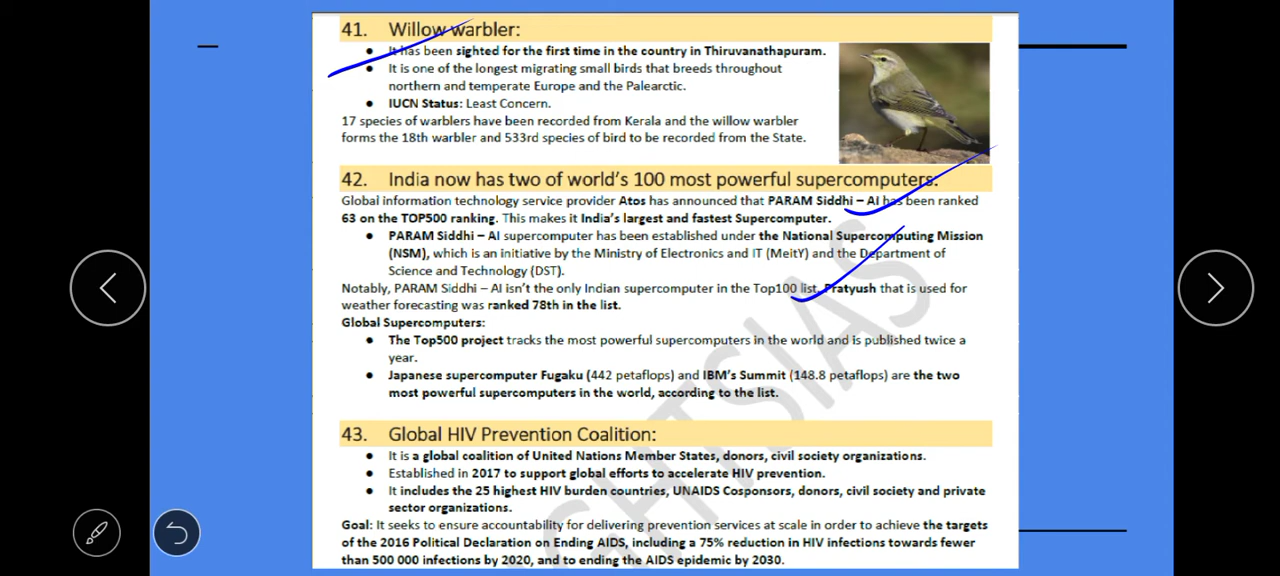 41. Willow warbler:
● It has been sighted for the first time in the country in Thiruvanathapuram.
● It is one of the longest migrating small birds that breeds throughout
northern and temperate Europe and the Palearctic.
● IUCN Status: Least Concern.
17 species of warblers have been recorded from Kerala and the willow warbler
forms the 18th warbler and 533rd species of bird to be recorded from the State.
42. India now has two of world's 100 most powerful supercomputers:
Global information technology service provider Atos has announced that PARAM Siddhi – AI has been ranked
63 on the TOP500 ranking. This makes it India's largest and fastest Supercomputer.
● PARAM Siddhi – AI supercomputer has been established under the National Supercomputing Mission
(NSM), which is an initiative by the Ministry of Electronics and IT (MeitY) and the Department of
Science and Technology (DST).
Notably, PARAM Siddhi – AI isn't the only Indian supercomputer in the Top100 list. Pratyush that is used for
weather forecasting was ranked 78th in the list.
Global Supercomputers:
● The Top500 project tracks the most powerful supercomputers in the world and is published twice a
year.
● Japanese supercomputer Fugaku (442 petaflops) and IBM's Summit (148.8 petaflops) are the two
most powerful supercomputers in the world, according to the list.
43. Global HIV Prevention Coalition:
● It is a global coalition of United Nations Member States, donors, civil society organizations.
● Established in 2017 to support global efforts to accelerate HIV prevention.
● It includes the 25 highest HIV burden countries, UNAIDS Cosponsors, donors, civil society and private
sector organizations.
Goal: It seeks to ensure accountability for delivering prevention services at scale in order to achieve the targets
of the 2016 Political Declaration on Ending AIDS, including a 75% reduction in HIV infections towards fewer
than 500 000 infections by 2020, and to ending the AIDS epidemic by 2030.
GHTSIAS